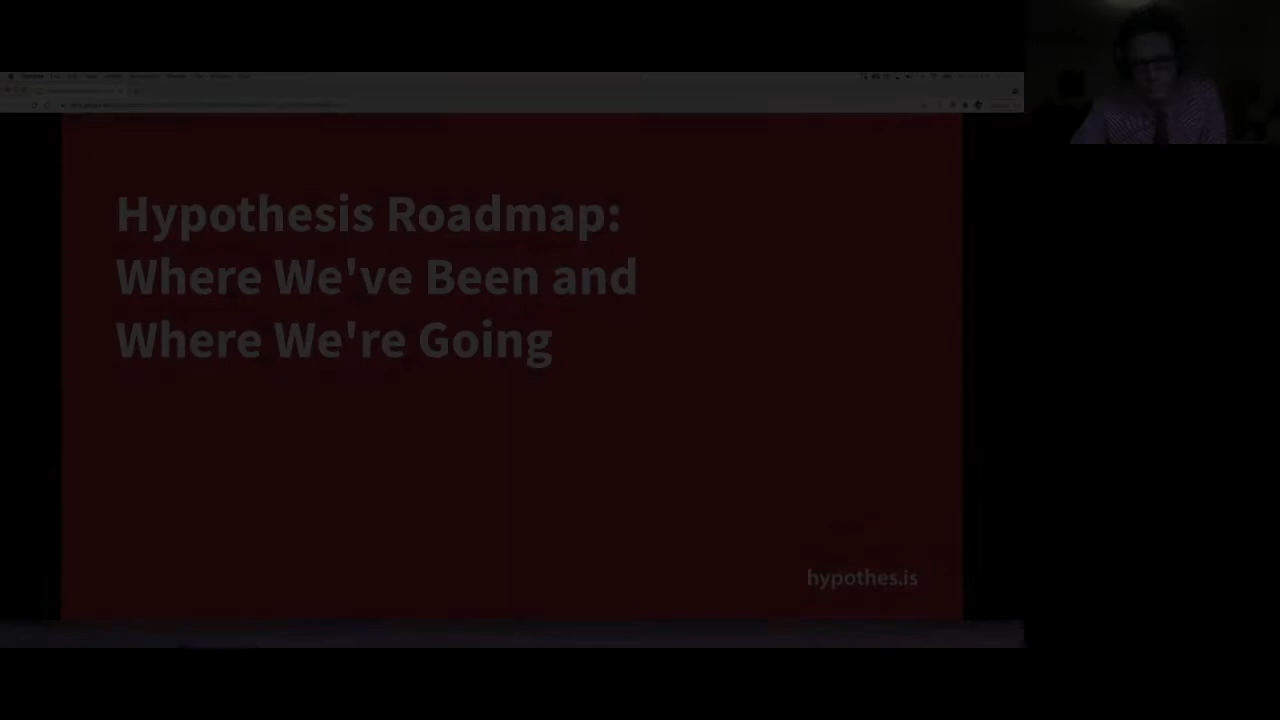 Hypothesis Roadmap:
Where We've Been and
Where We're Going
hypothes.is